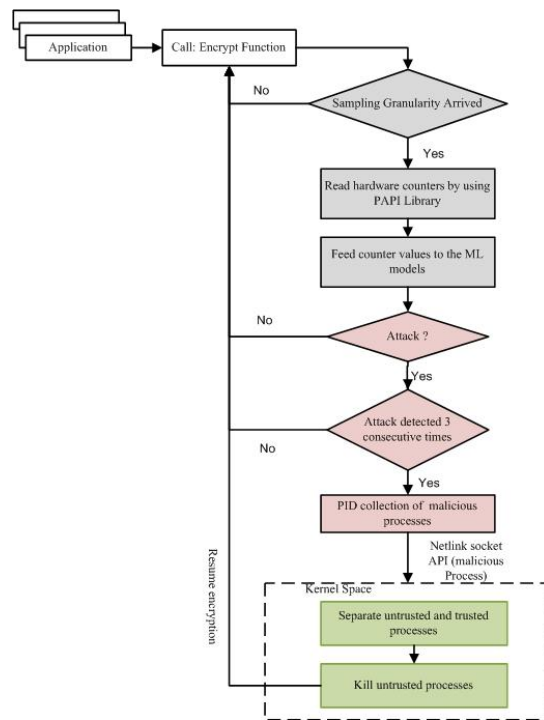 Application
Call: Encrypt Function
No
Sampling Granularity Arrived
Yes
Read hardware counters by using
PAPI Library
Feed counter values to the ML
models
No
Attack ?
Yes
Attack detected 3
consecutive times
No
Yes
PID collection of malicious
processes
Netlink socket
API (malicious
Process)
Resume encryption
Kernel Space
Separate untrusted and trusted
processes
Kill untrusted processes